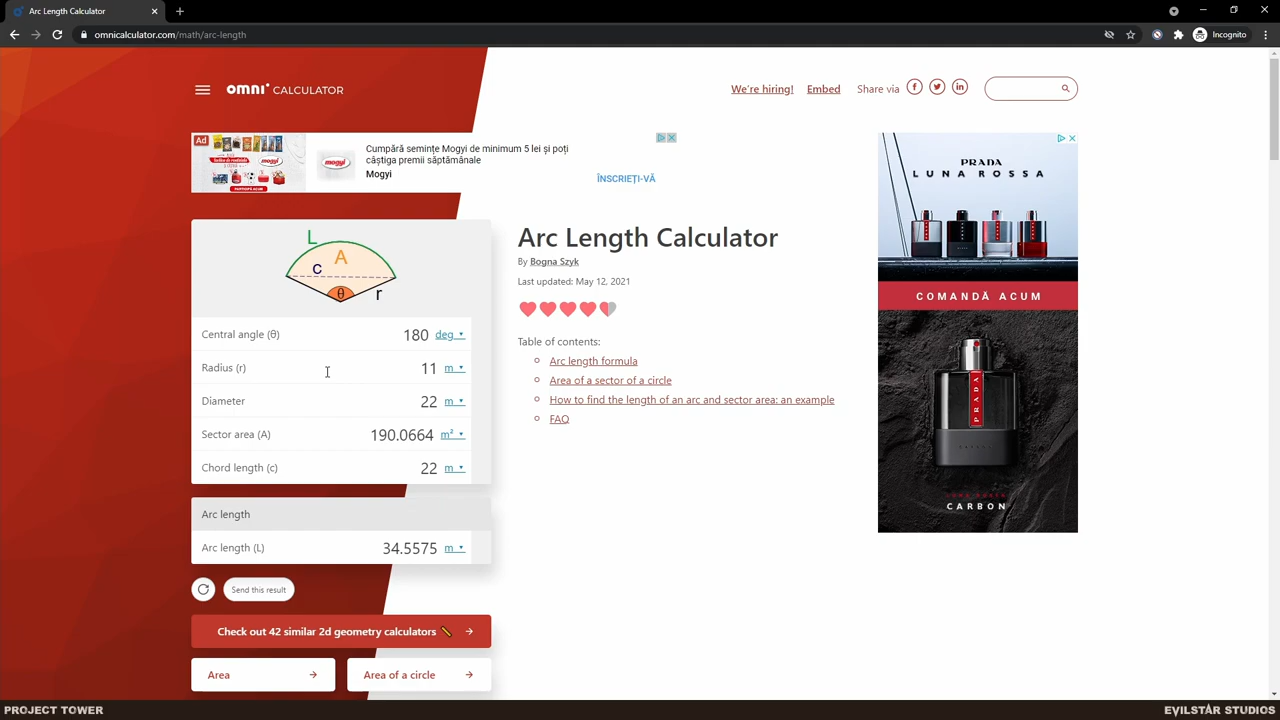 Arc Length Calculator
omnicalculator.com/math/arc-length
Incognito
omni CALCULATOR
We're hiring!
Embed
Share via
Ad
mogyi
mogyi
Cumpără semințe Mogyi de minimum 5 lei și poți
câștiga premii săptămânale
Mogyi
ÎNSCRIEȚI-VĂ
PRADA
LUNA ROSSA
COMANDĂ ACUM
PRADA
CARBON
L
A
c
θ
r
Central angle (θ) 180 deg
Radius (r) 11 m
Diameter 22 m
Sector area (A) 190.0664 m²
Chord length (c) 22 m
Arc length
Arc length (L) 34.5575 m
Send this result
Check out 42 similar 2d geometry calculators
Area
Area of a circle
Arc Length Calculator
By Bogna Szyk
Last updated: May 12, 2021
Table of contents:
Arc length formula
Area of a sector of a circle
How to find the length of an arc and sector area: an example
FAQ
PROJECT TOWER
EVILSTAR STUDIOS